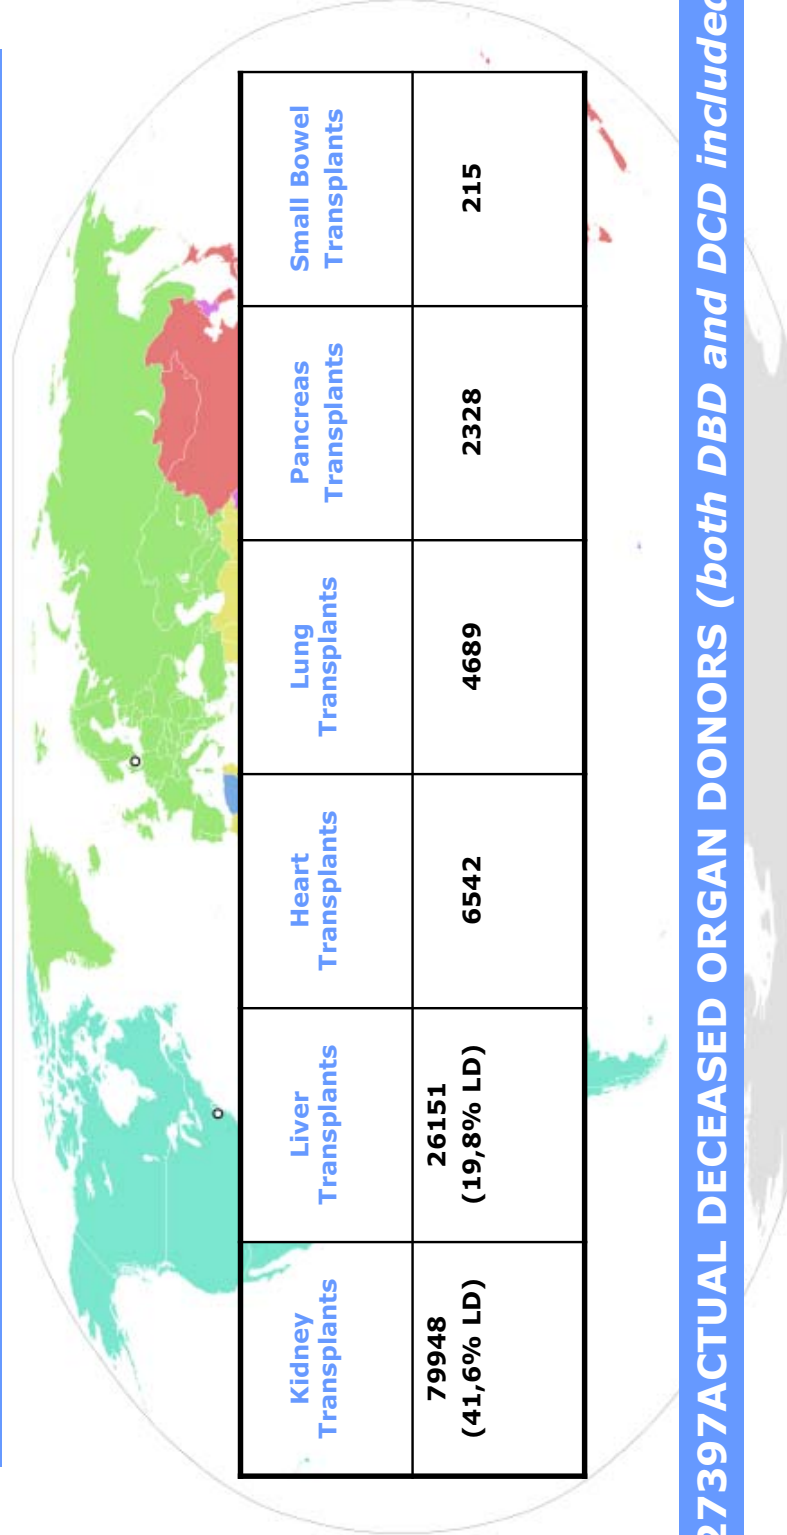 Kidney
Transplants
Liver
Transplants
Heart
Transplants
Lung
Transplants
Pancreas
Transplants
Small Bowel
Transplants
79948
(41,6% LD)
26151
(19,8% LD)
6542
4689
2328
215
27397ACTUAL DECEASED ORGAN DONORS (both DBD and DCD included